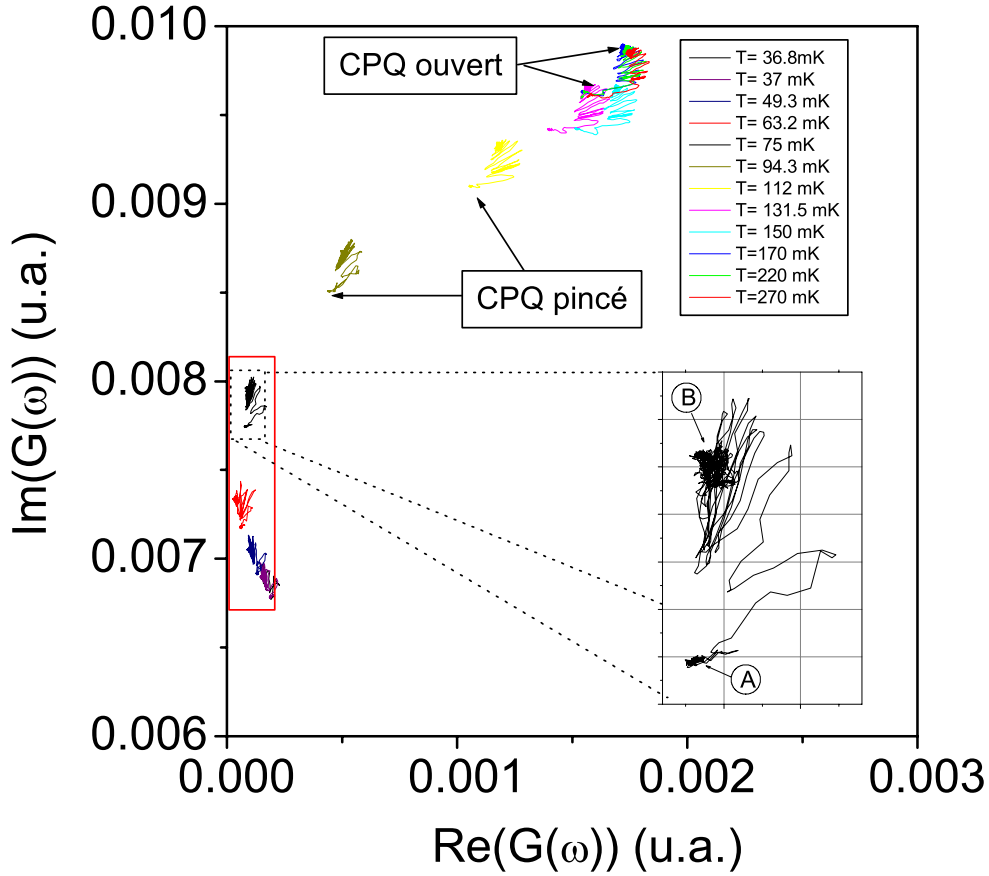 0.010
0.009
0.008
0.007
0.006
Im(G(ω)) (u.a.)
CPQ ouvert
CPQ pincé
T= 36.8mK
T= 37 mK
T= 49.3 mK
T= 63.2 mK
T= 75 mK
T= 94.3 mK
T= 112 mK
T= 131.5 mK
T= 150 mK
T=170 mK
T=220 mK
T=270 mK
B
A
0.000
0.001
0.002
0.003
Re(G(ω)) (u.a.)